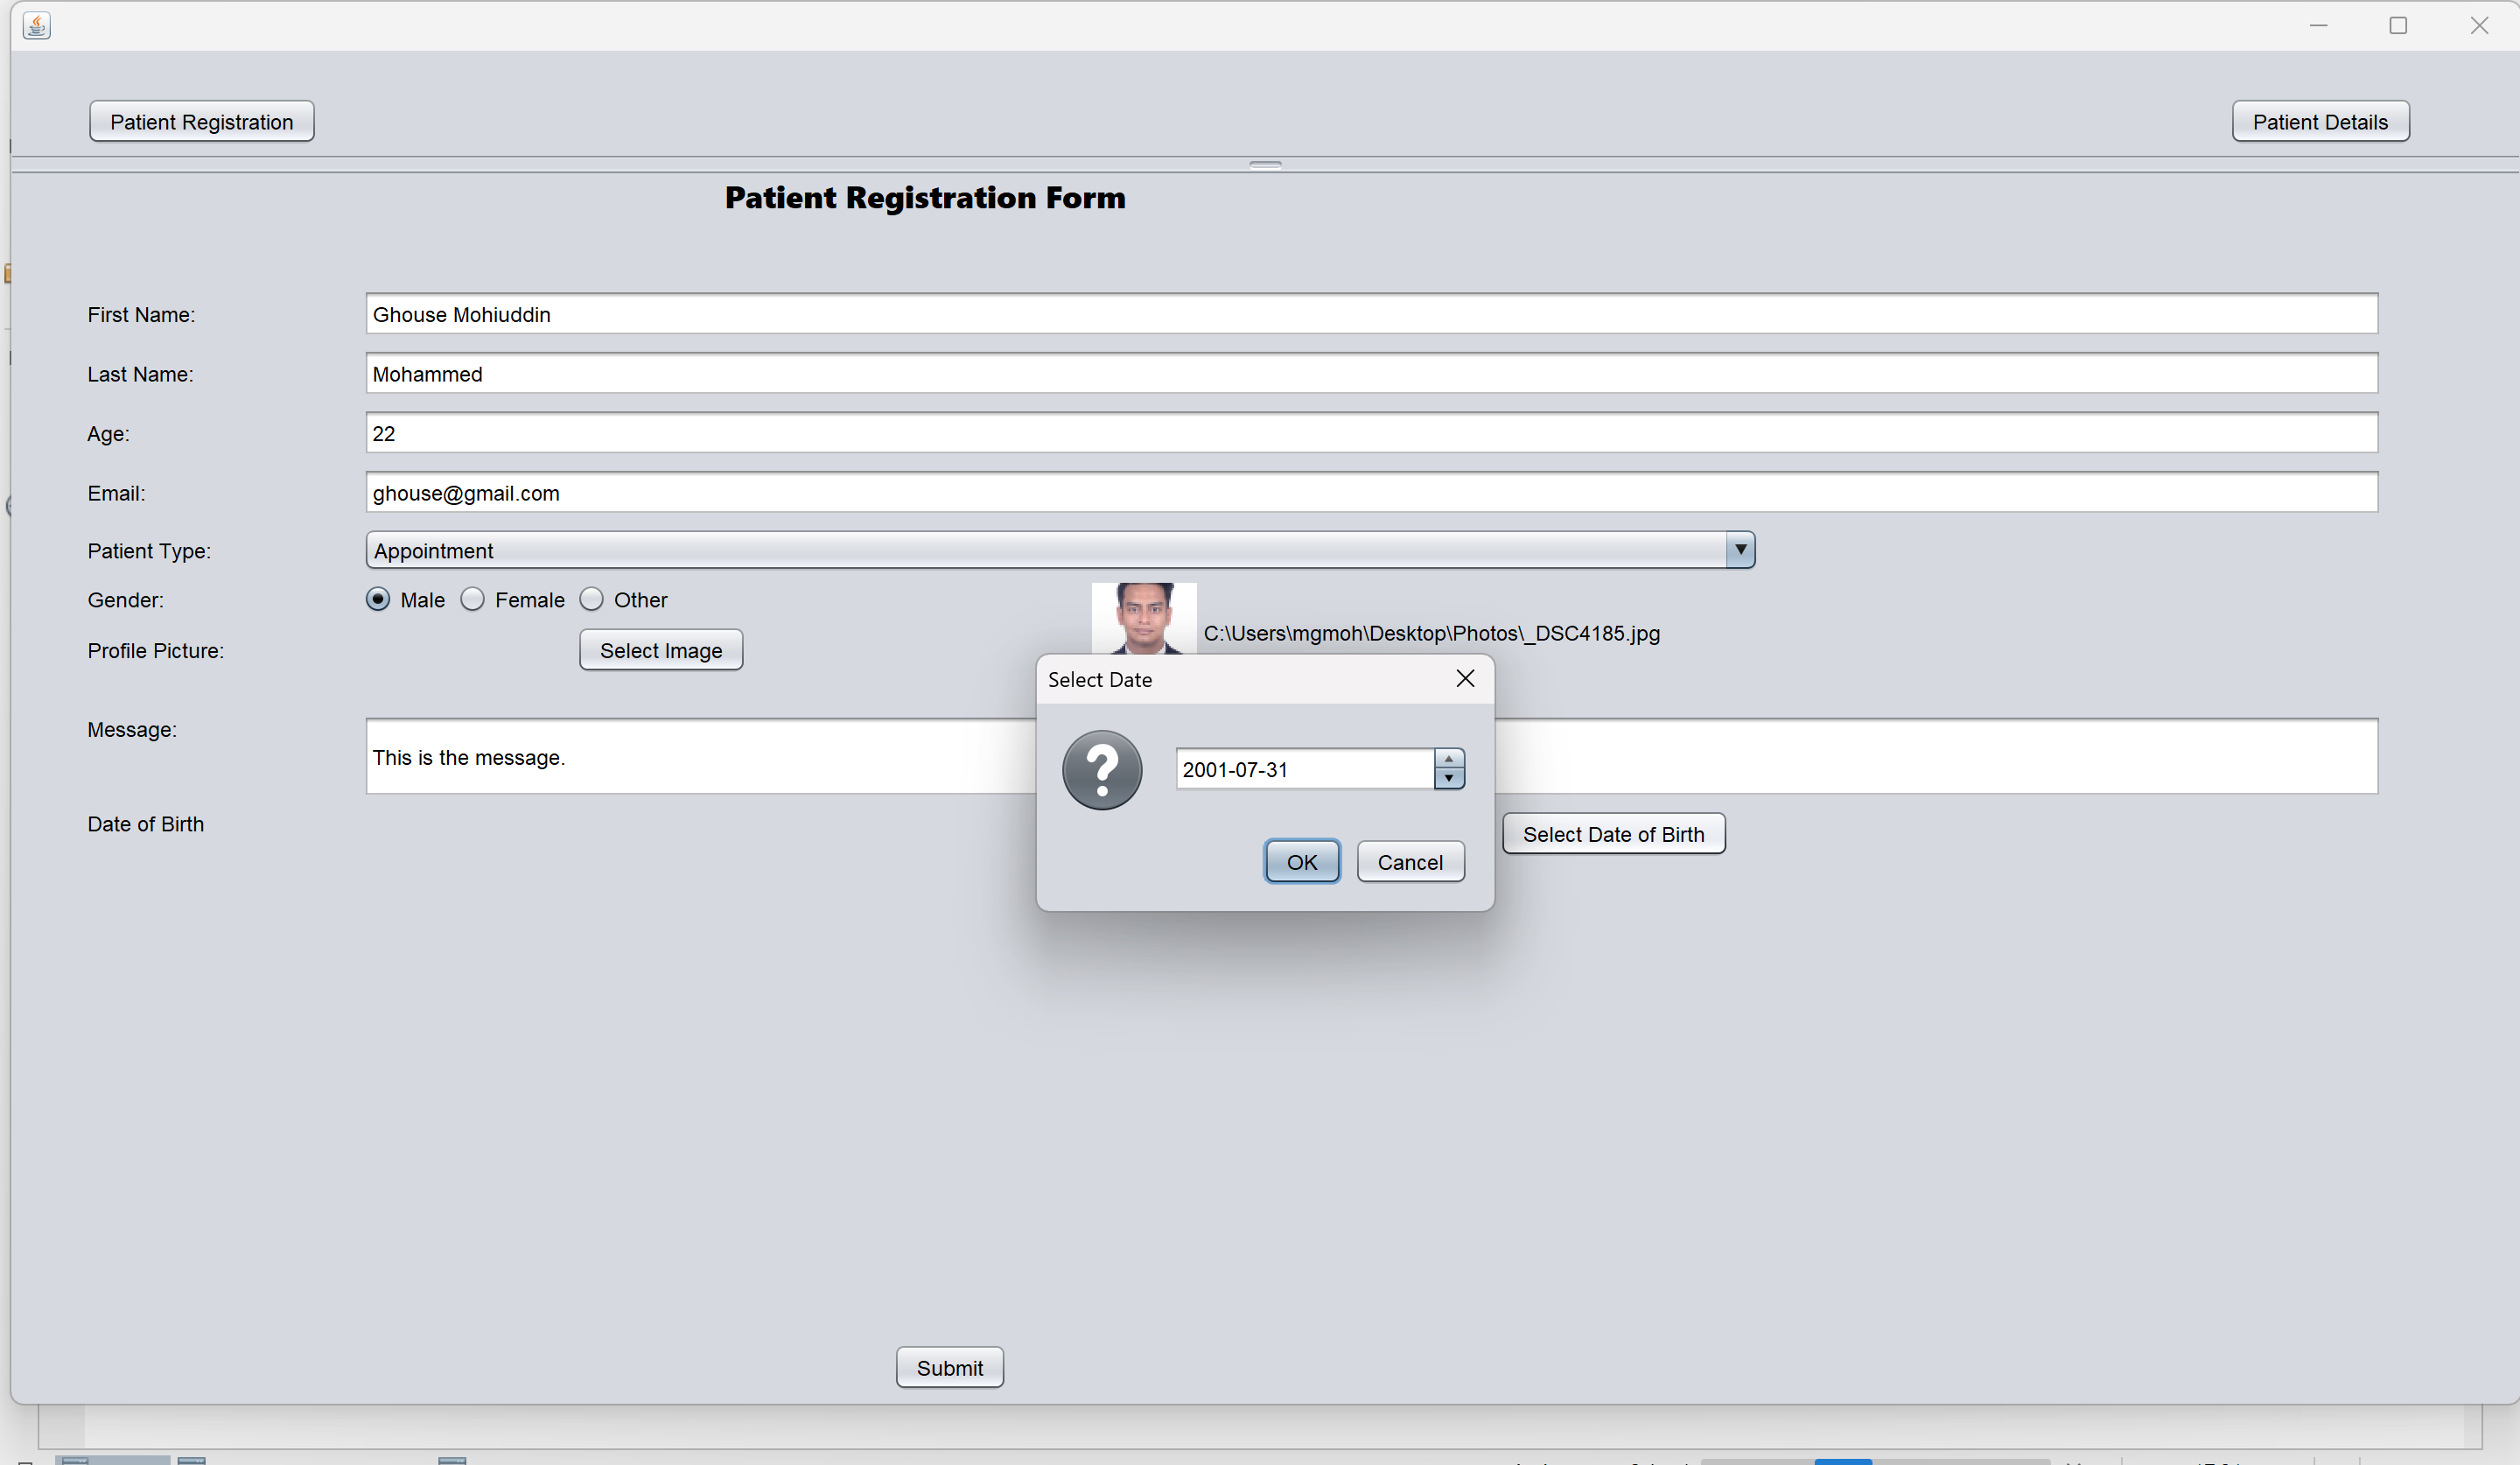 Patient Registration
Patient Details
Patient Registration Form
First Name: Ghouse Mohiuddin
Last Name: Mohammed
Age: 22
Email: ghouse@gmail.com
Patient Type: Appointment
Gender: Male Female Other
C:\Users\mgmoh\Desktop\Photos\_DSC4185.jpg
Profile Picture: Select Image
Select Date
Message:
This is the message.
2001-07-31
Date of Birth
Select Date of Birth
OK Cancel
Submit